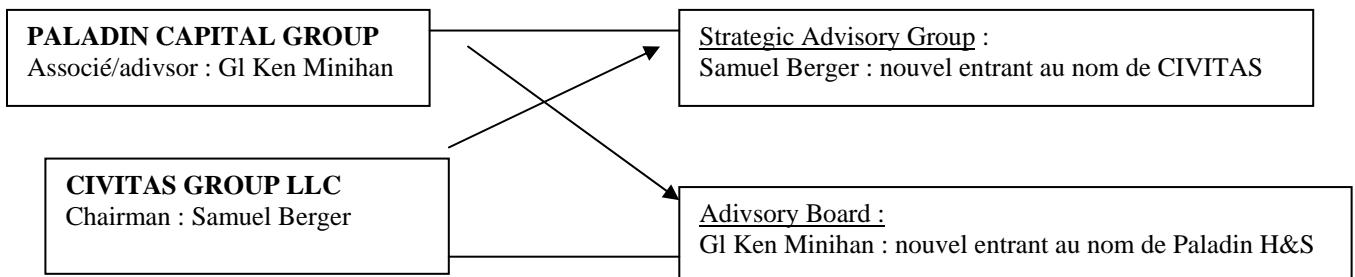 PALADIN CAPITAL GROUP
Associé/adivsor : Gl Ken Minihan
Strategic Advisory Group :
Samuel Berger : nouvel entrant au nom de CIVITAS
CIVITAS GROUP LLC
Chairman : Samuel Berger
Adivsory Board :
Gl Ken Minihan : nouvel entrant au nom de Paladin H&S